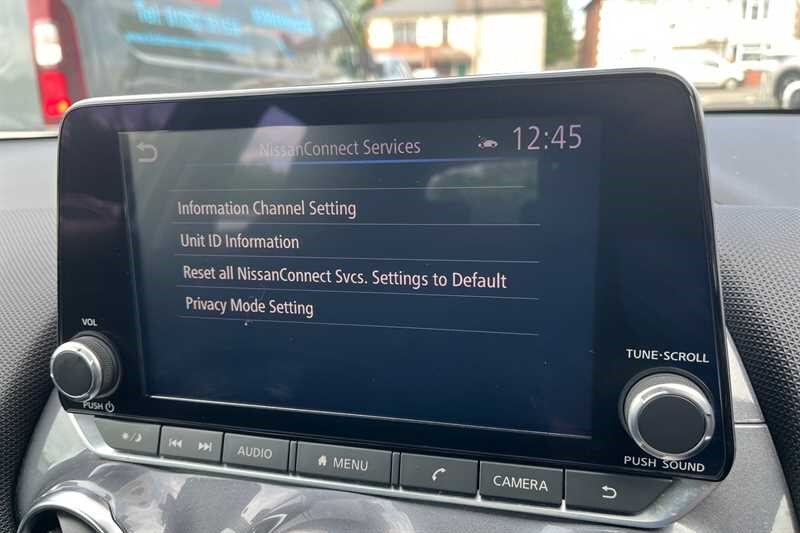 Tel:
NissanConnect Services
12:45
Information Channel Setting
Unit ID Information
Reset all NissanConnect Svcs. Settings to Default
Privacy Mode Setting
VOL
PUSH
TUNE·SCROLL
PUSH SOUND
AUDIO
MENU
CAMERA